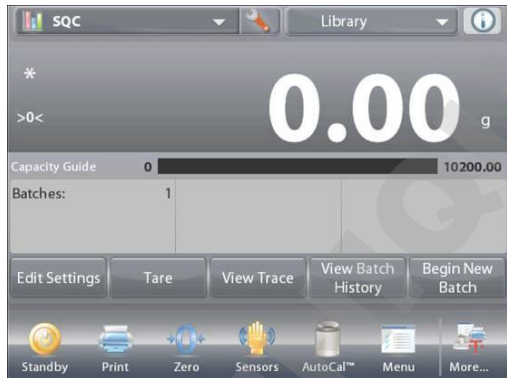 SQC Library
*
>0<
0.00 g
Capacity Guide 0 10200.00
Batches: 1
Edit Settings Tare View Trace View Batch History Begin New Batch
Standby Print Zero Sensors AutoCal™ Menu More...